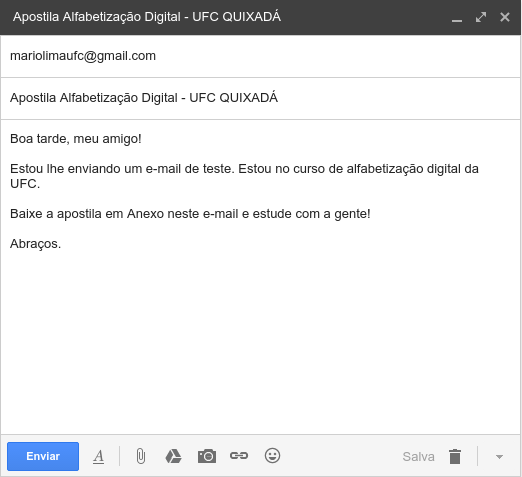 Apostila Alfabetização Digital - UFC QUIXADÁ
mariolimaufc@gmail.com
Apostila Alfabetização Digital - UFC QUIXADÁ
Boa tarde, meu amigo!
Estou lhe enviando um e-mail de teste. Estou no curso de alfabetização digital da
UFC.
Baixe a apostila em Anexo neste e-mail e estude com a gente!
Abraços.
Enviar A Salva